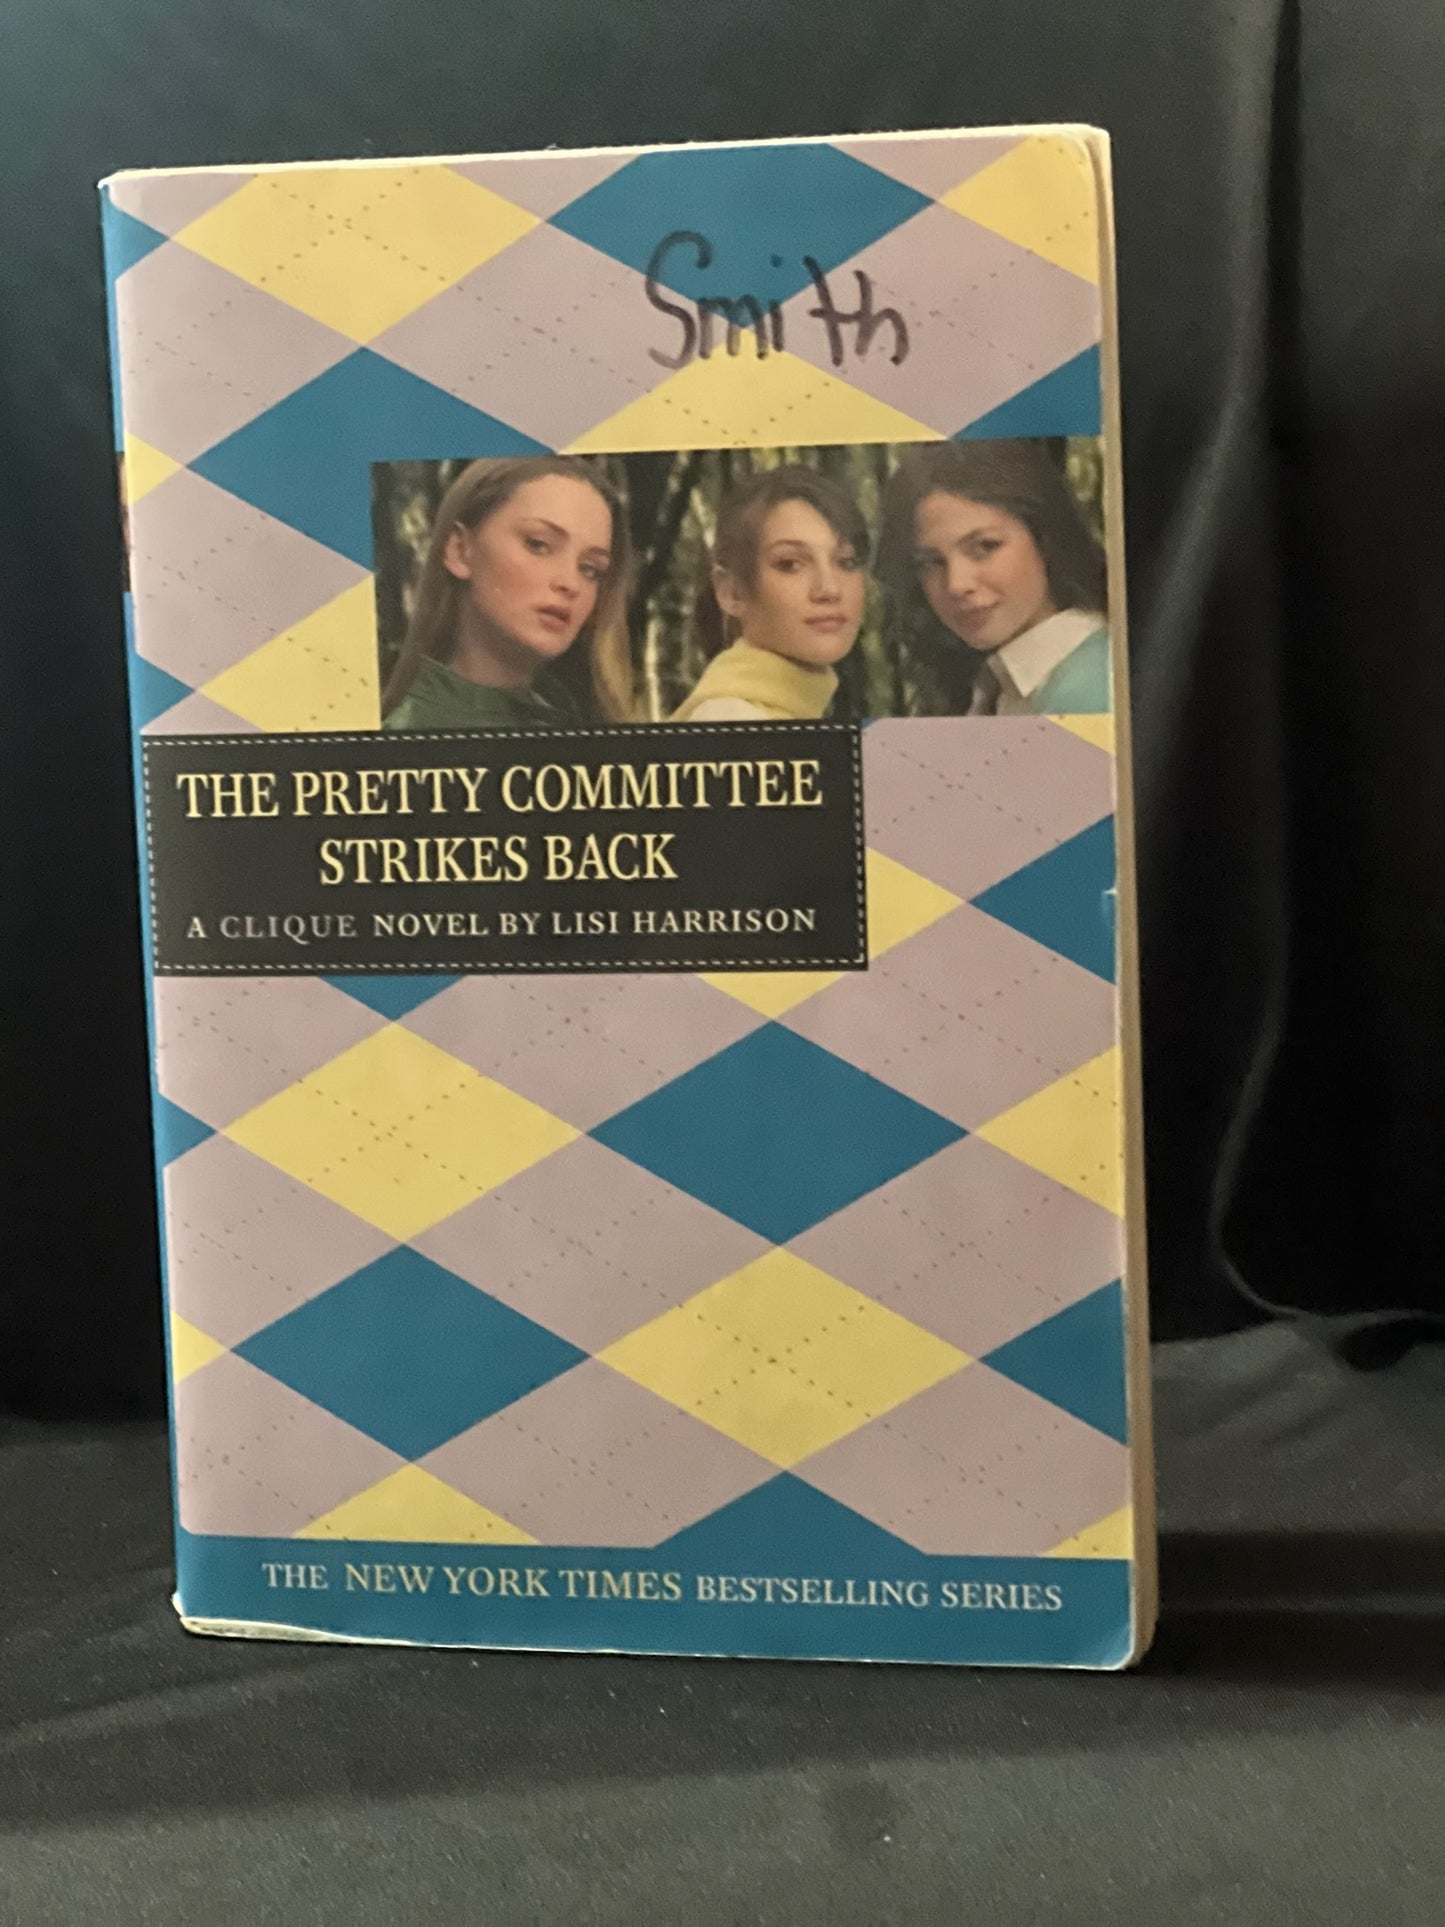 Smith
THE PRETTY COMMITTEE
STRIKES BACK
A CLIQUE NOVEL BY LISI HARRISON
THE NEW YORK TIMES BESTSELLING SERIES